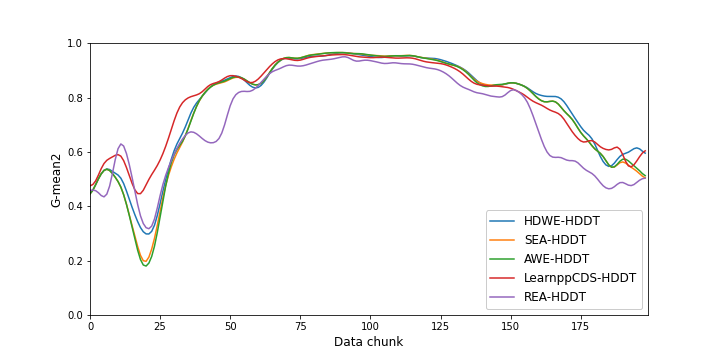 1.0
0.8
0.6
0.4
0.2
0.0
G-mean2
0 25 50 75 100 125 150 175
Data chunk
HDWE-HDDT
SEA-HDDT
AWE-HDDT
LearnppCDS-HDDT
REA-HDDT